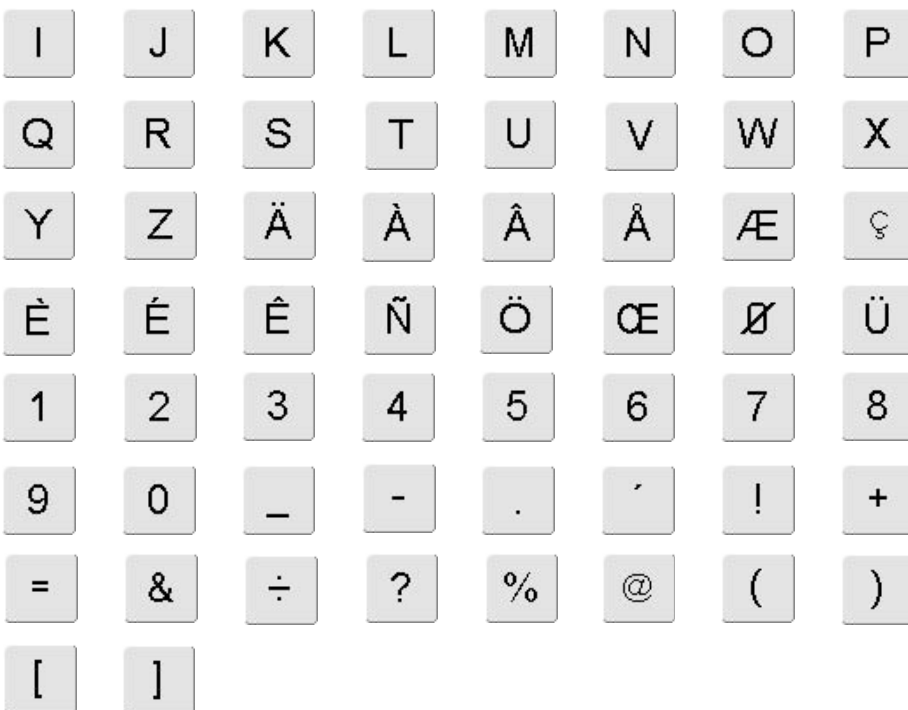 I J K L M N O P
Q R S T U V W X
Y Z Ä À Â Å Æ ç
È É Ê Ñ Ö Œ Ø Ü
1 2 3 4 5 6 7 8
9 0 _ - . ´ ! +
= & ÷ ? % @ ( )
[ ]